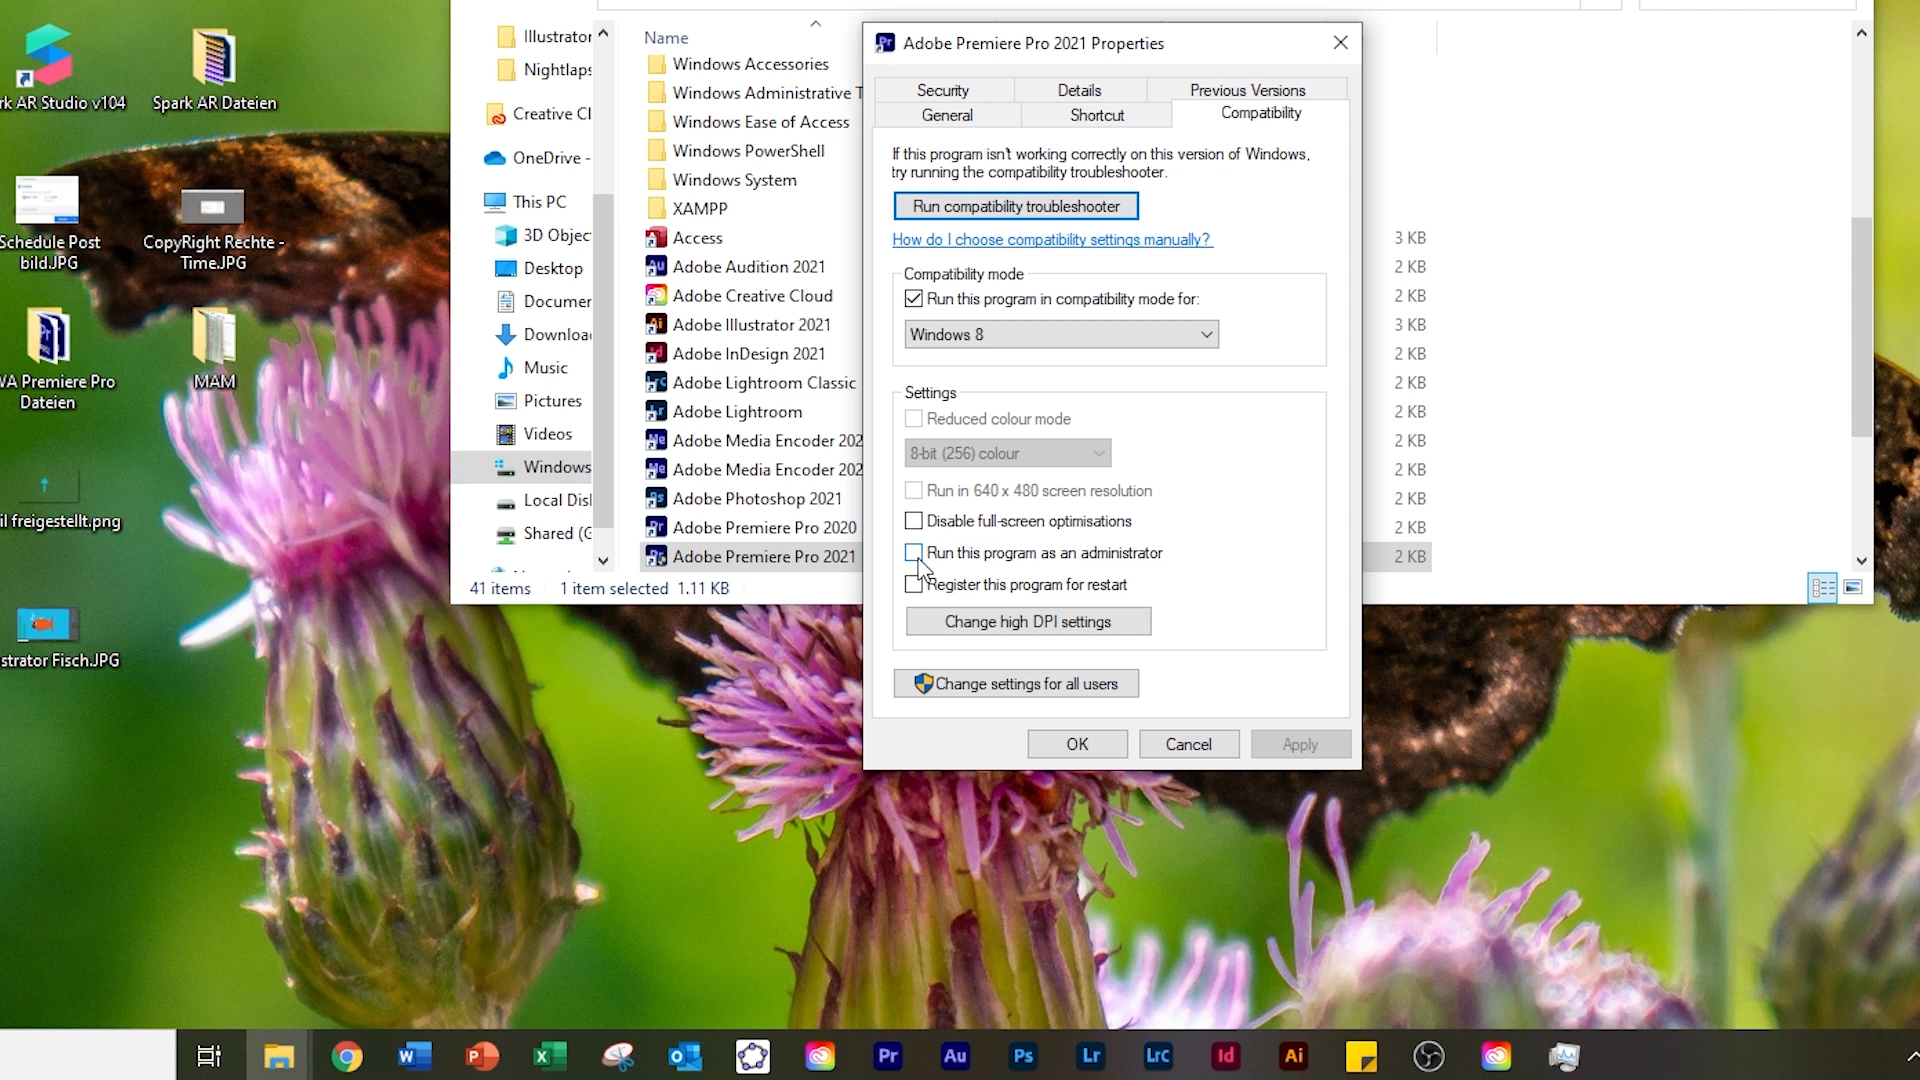 rk AR Studio v104
Spark AR Dateien
Schedule Post
bild.JPG
CopyRight Rechte -
Time.JPG
VA Premiere Pro
Dateien
MAM
il freigestellt.png
strator Fisch.JPG
Illustrator
Nightlaps
Creative Cl
OneDrive -
This PC
3D Objec
Desktop
Documer
Downloa
Music
Pictures
Videos
Windows
Local Disl
Shared (G
Name
Windows Accessories
Windows Administrative T
Windows Ease of Access
Windows PowerShell
Windows System
XAMPP
Access
3 KB
Adobe Audition 2021
2 KB
Adobe Creative Cloud
2 KB
Adobe Illustrator 2021
3 KB
Adobe InDesign 2021
2 KB
Adobe Lightroom Classic
2 KB
Adobe Lightroom
2 KB
Adobe Media Encoder 202
2 KB
Adobe Media Encoder 202
2 KB
Adobe Photoshop 2021
2 KB
Adobe Premiere Pro 2020
2 KB
Adobe Premiere Pro 2021
2 KB
41 items
1 item selected 1.11 KB
Adobe Premiere Pro 2021 Properties
Security
Details
Previous Versions
General
Shortcut
Compatibility
If this program isn't working correctly on this version of Windows,
try running the compatibility troubleshooter.
Run compatibility troubleshooter
How do I choose compatibility settings manually?
Compatibility mode
Run this program in compatibility mode for:
Windows 8
Settings
Reduced colour mode
8-bit (256) colour
Run in 640 x 480 screen resolution
Disable full-screen optimisations
Run this program as an administrator
Register this program for restart
Change high DPI settings
Change settings for all users
OK
Cancel
Apply
Pr
Au
Ps
Lr
Lrc
Id
Ai